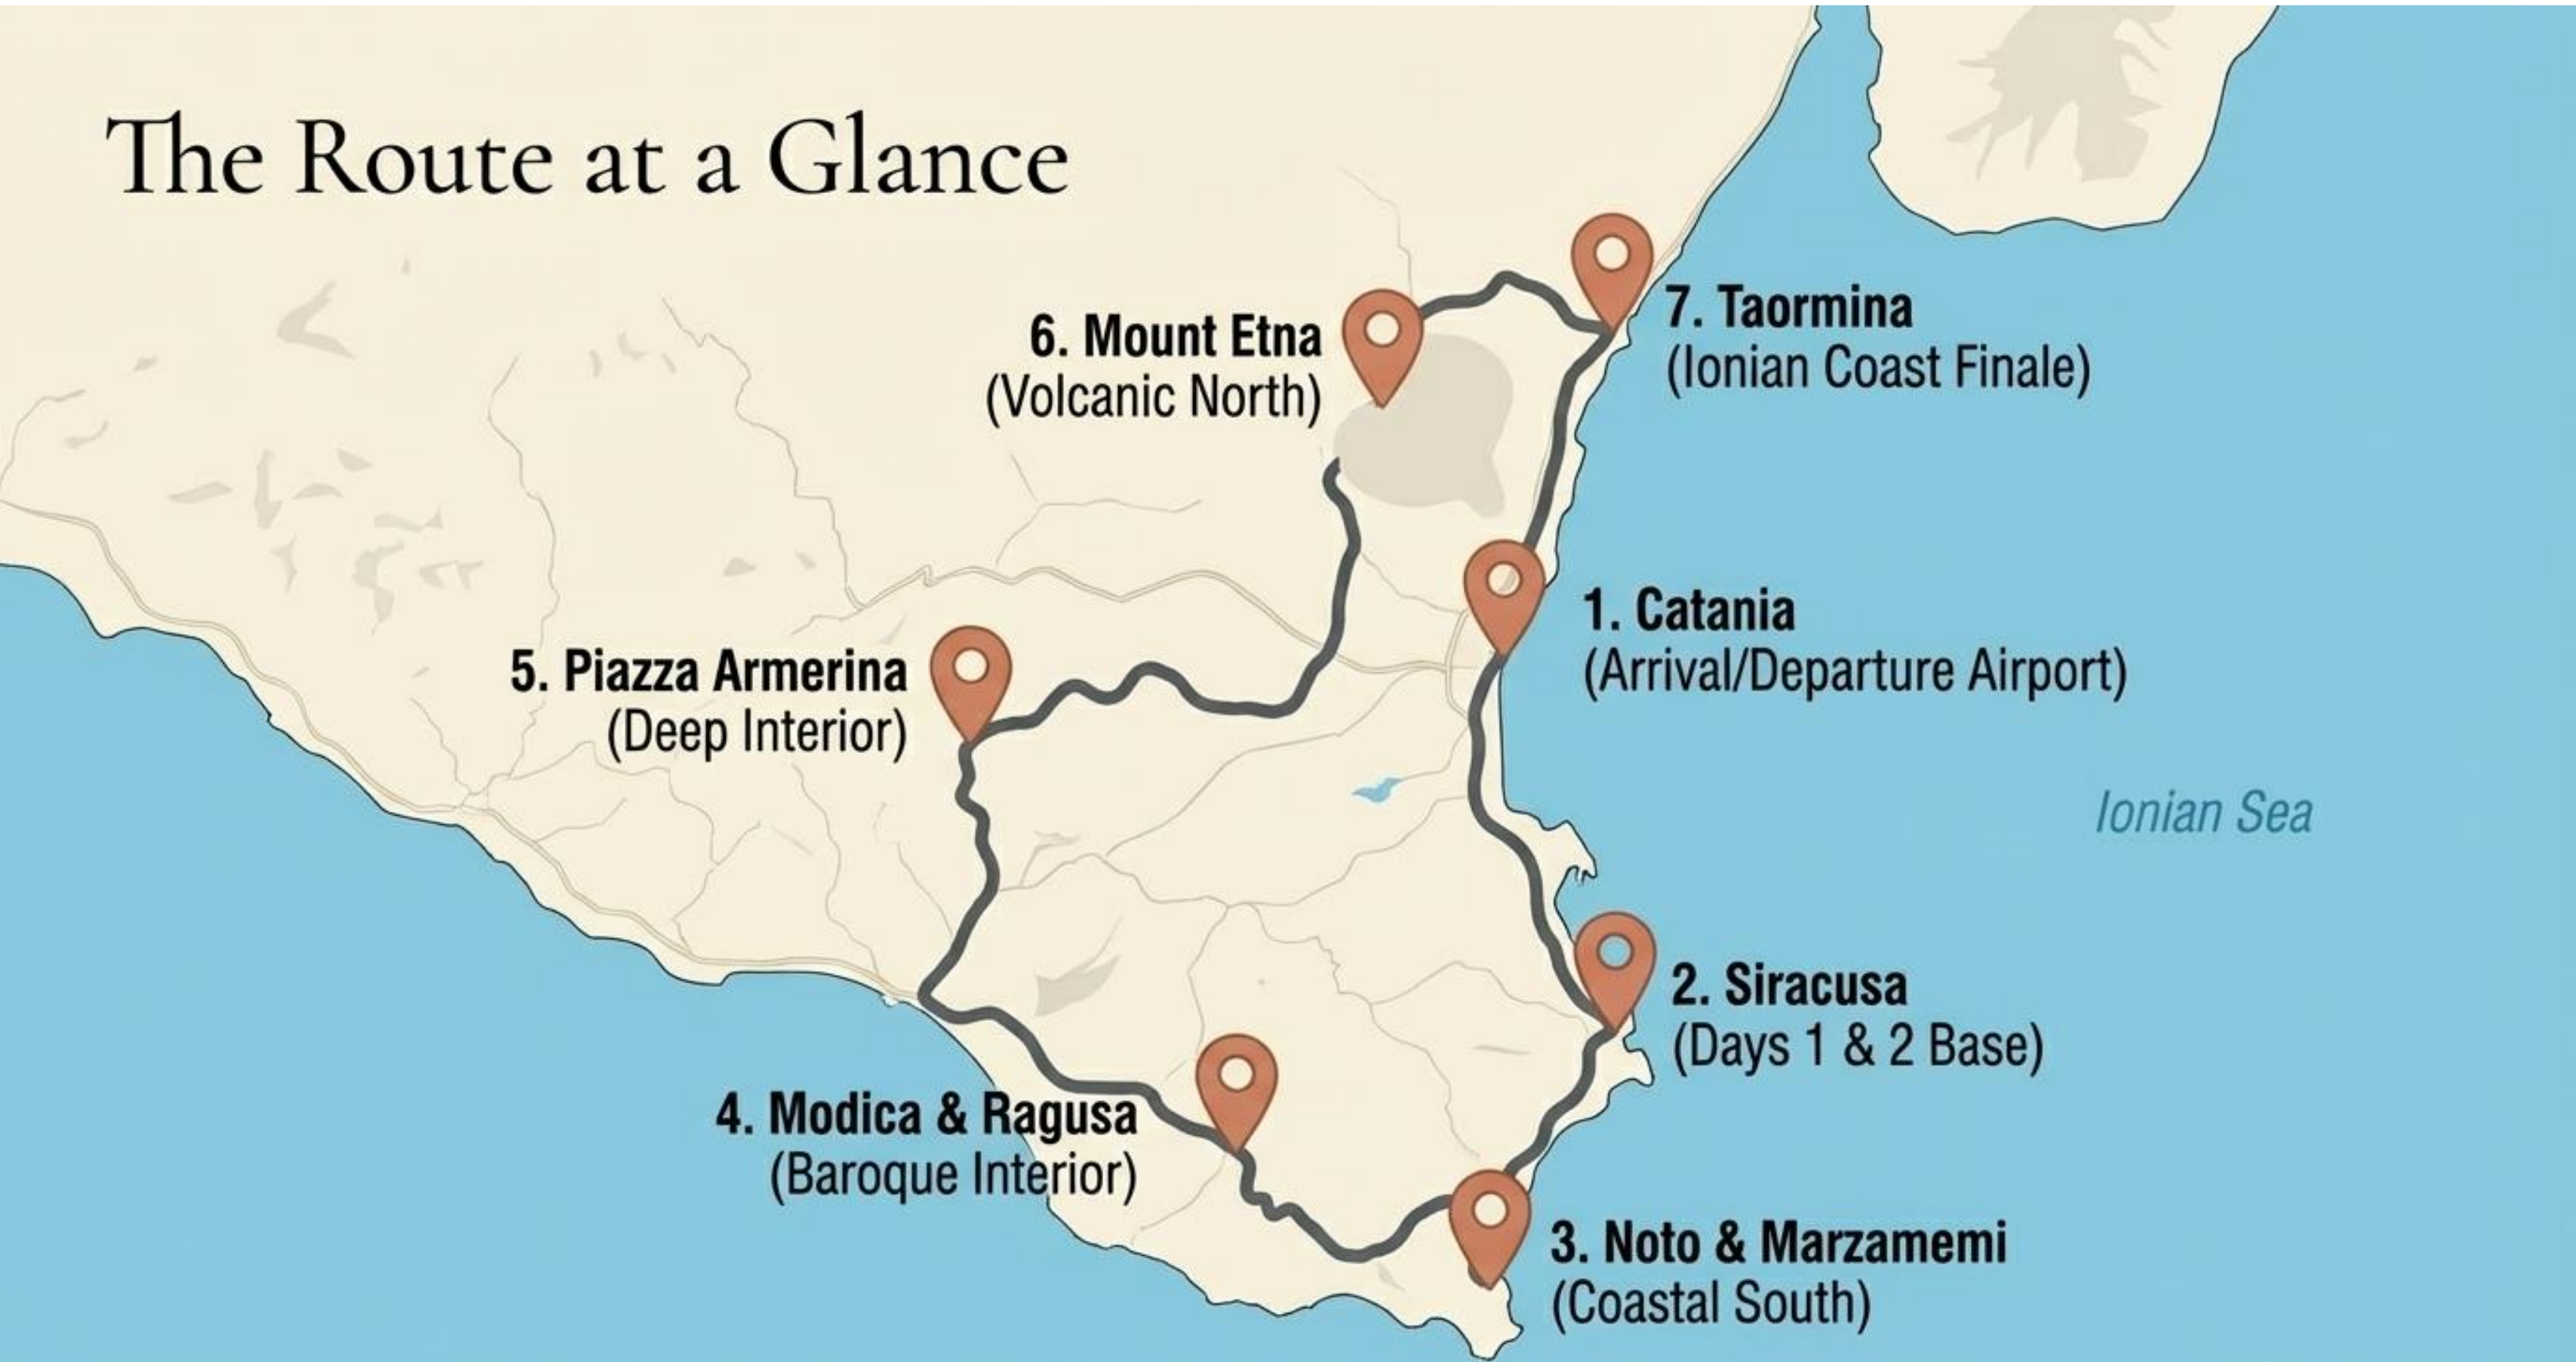 The Route at a Glance
7. Taormina
(Ionian Coast Finale)
6. Mount Etna
(Volcanic North)
1. Catania
(Arrival/Departure Airport)
5. Piazza Armerina
(Deep Interior)
Ionian Sea
2. Siracusa
(Days 1 & 2 Base)
4. Modica & Ragusa
(Baroque Interior)
3. Noto & Marzamemi
(Coastal South)